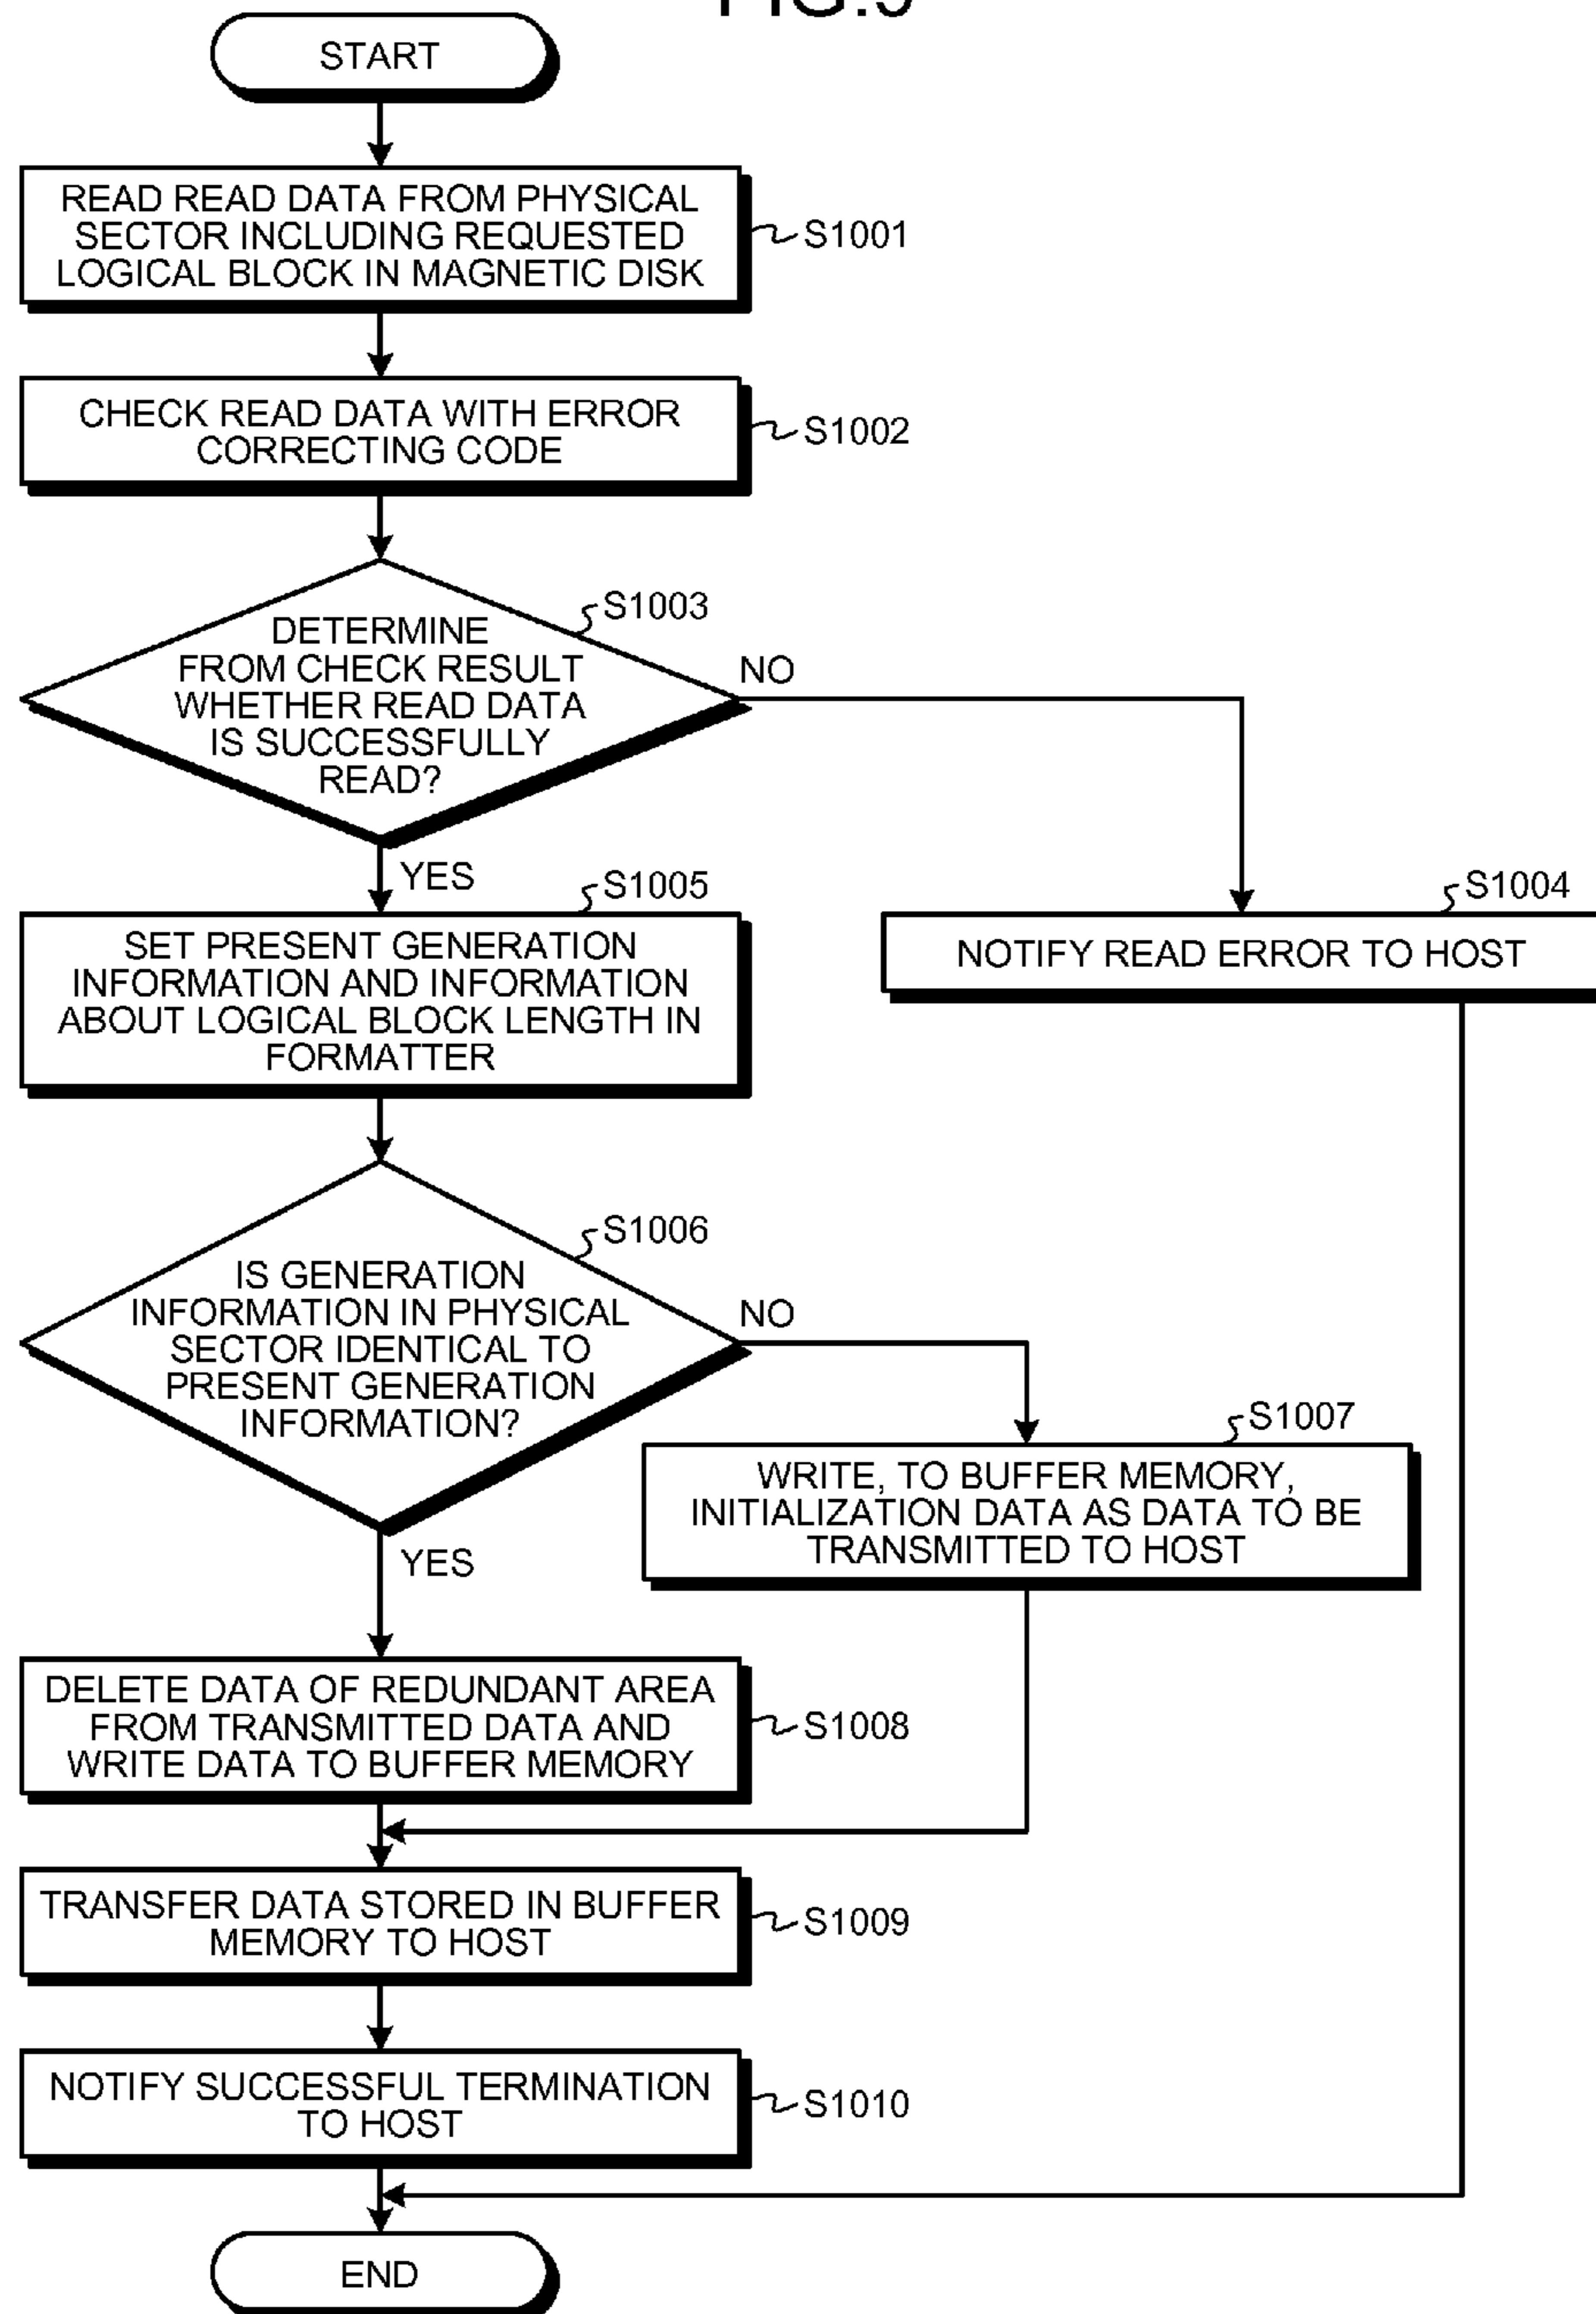 START
READ READ DATA FROM PHYSICAL
SECTOR INCLUDING REQUESTED
LOGICAL BLOCK IN MAGNETIC DISK
S1001
CHECK READ DATA WITH ERROR
CORRECTING CODE
S1002
S1003
DETERMINE
FROM CHECK RESULT
WHETHER READ DATA
IS SUCCESSFULLY
READ?
NO
YES
S1005
S1004
SET PRESENT GENERATION
INFORMATION AND INFORMATION
ABOUT LOGICAL BLOCK LENGTH IN
FORMATTER
NOTIFY READ ERROR TO HOST
S1006
IS GENERATION
INFORMATION IN PHYSICAL
SECTOR IDENTICAL TO
PRESENT GENERATION
INFORMATION?
NO
S1007
WRITE, TO BUFFER MEMORY,
INITIALIZATION DATA AS DATA TO BE
TRANSMITTED TO HOST
YES
DELETE DATA OF REDUNDANT AREA
FROM TRANSMITTED DATA AND
WRITE DATA TO BUFFER MEMORY
S1008
TRANSFER DATA STORED IN BUFFER
MEMORY TO HOST
S1009
NOTIFY SUCCESSFUL TERMINATION
TO HOST
S1010
END